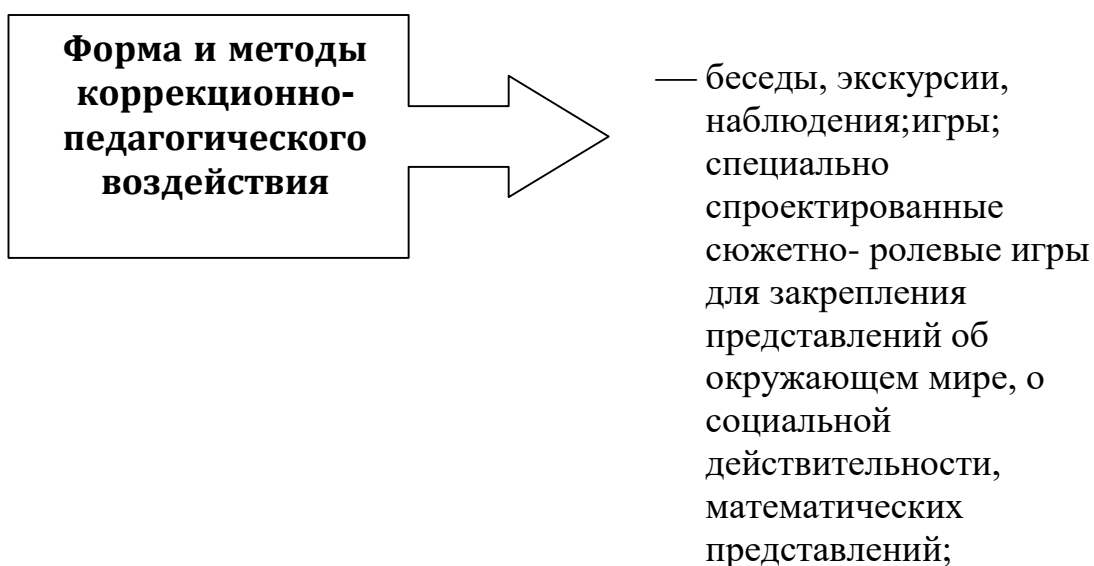 Форма и методы
коррекционно-
педагогического
воздействия
— беседы, экскурсии,
наблюдения;игры;
специально
спроектированные
сюжетно- ролевые игры
для закрепления
представлений об
окружающем мире, о
социальной
действительности,
математических
представлений;